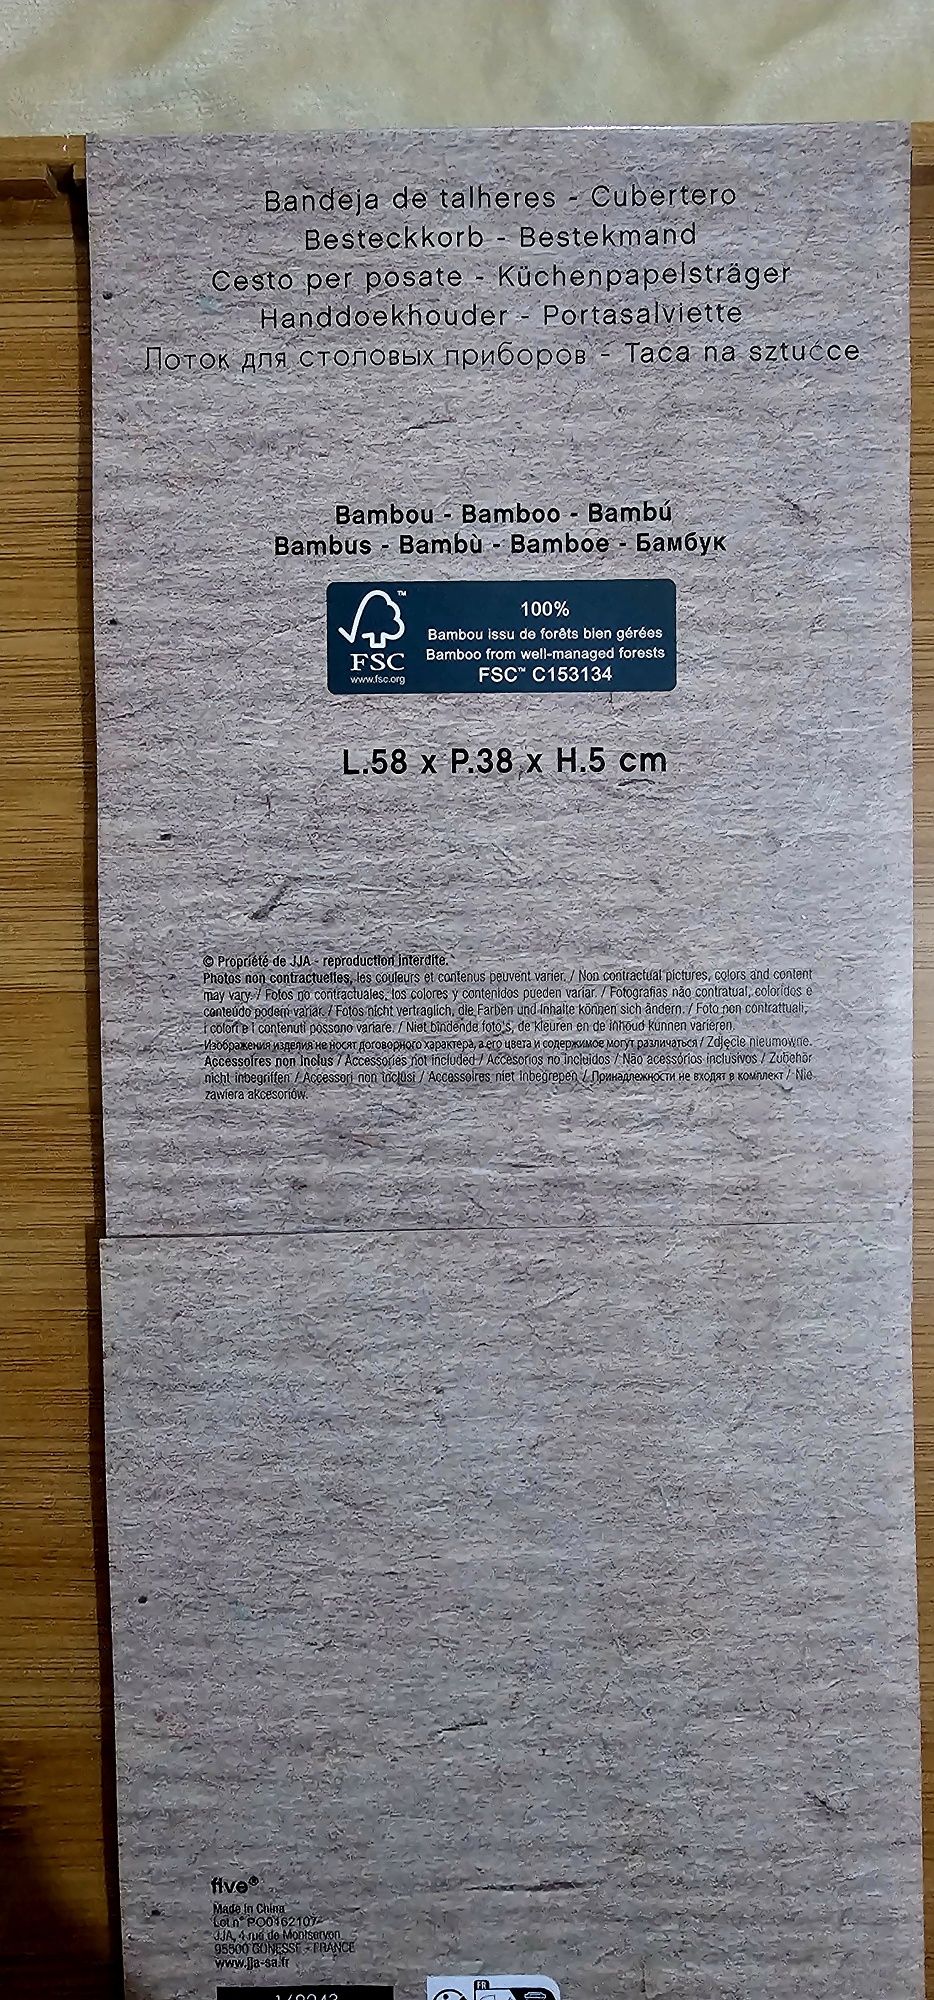 Bandeja de talheres - Cubertero
Besteckkorb - Bestekmand
Cesto per posate - Küchenpapelsträger
Handdoekhouder - Portasalviette
Лоток для столовых приборов - Taca na sztućce
Bambou - Bamboo - Bambú
Bambus - Bambù - Bamboe - Бамбук
FSC
www.fsc.org
100%
Bambou issu de forêts bien gérées
Bamboo from well-managed forests
FSC™ C153134
L.58 x P.38 x H.5 cm
© Propriété de JJA - reproduction interdite.
Photos non contractuelles, les couleurs et contenus peuvent varier. / Non contractual pictures, colors and content
may vary / Fotos no contractuales, los colores y contenidos pueden variar. / Fotografias não contratual, coloridos e
conteúdo podem variar. / Fotos nicht vertraglich, die Farben und Inhalte können sich ändern. / Foto non contrattuali,
i colori e i contenuti possono variare. / Niet bindende foto's, de kleuren en de inhoud kunnen variëren.
Изображения изделия не носят договорного характера, а его цвета и содержимое могут различаться / Zdjęcie nieumowne.
Accessoires non inclus / Accessories not included / Accesorios no incluidos / Não acessórios inclusivos / Zubehör
nicht inbegriffen / Accessori non inclusi / Accessoires niet inbegrepen / Принадлежности не входят в комплект / Nie
zawiera akcesoriów.
five®
Made in China
Lot n° PO0162107
JJA, 4 rue de Montservon
95500 GONESSE - FRANCE
www.jja-sa.fr
FR